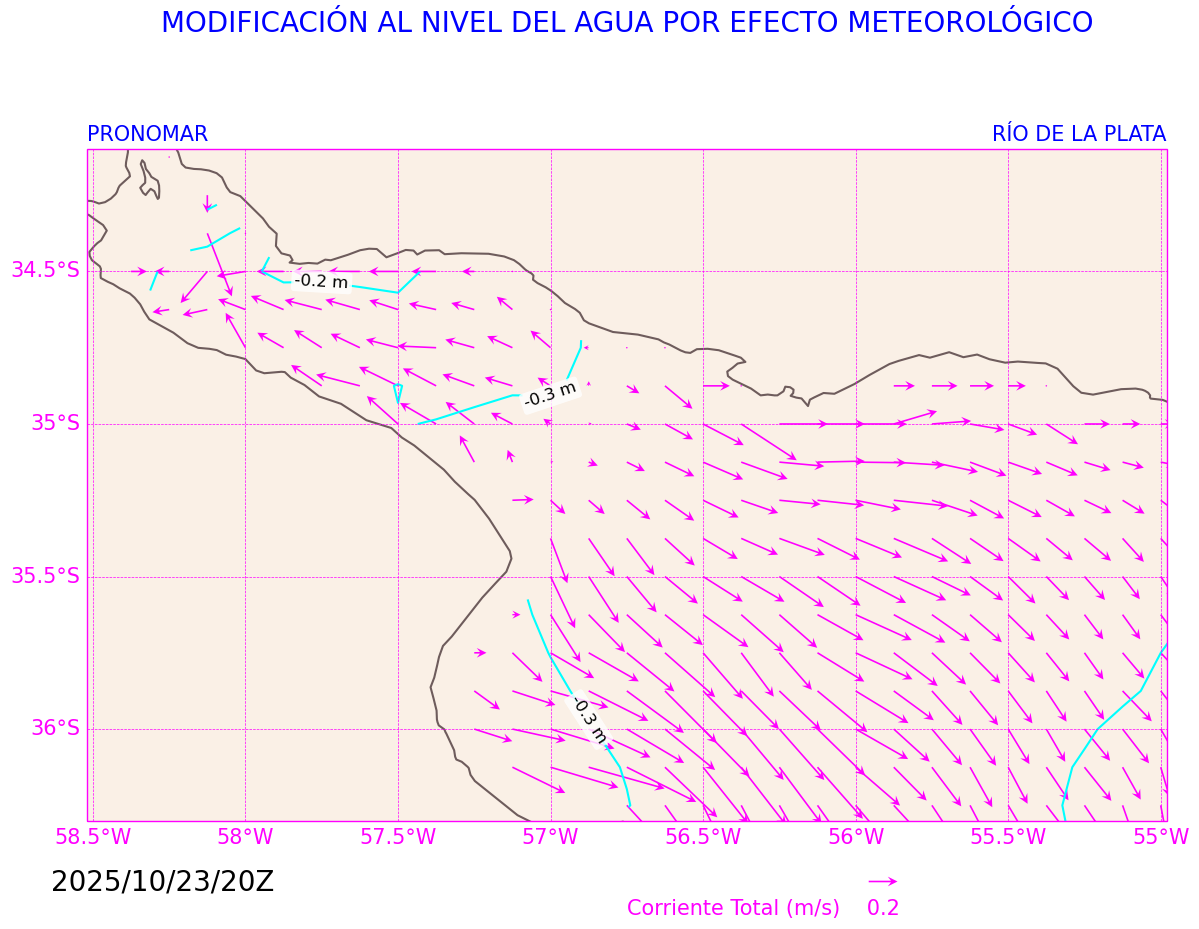 MODIFICACIÓN AL NIVEL DEL AGUA POR EFECTO METEOROLÓGICO
PRONOMAR
RÍO DE LA PLATA
34.5°S
-0.2 m
-0.3 m
35°S
35.5°S
-0.3 m
36°S
58.5°W
58°W
57.5°W
57°W
56.5°W
56°W
55.5°W
55°W
2025/10/23/20Z
Corriente Total (m/s)
0.2